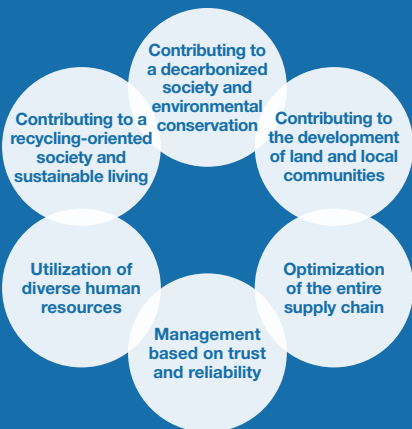 Contributing to
a decarbonized
society and
environmental
conservation
Contributing to
the development
of land and local
communities
Optimization
of the entire
supply chain
Management
based on trust
and reliability
Utilization of
diverse human
resources
Contributing to a
recycling-oriented
society and
sustainable living